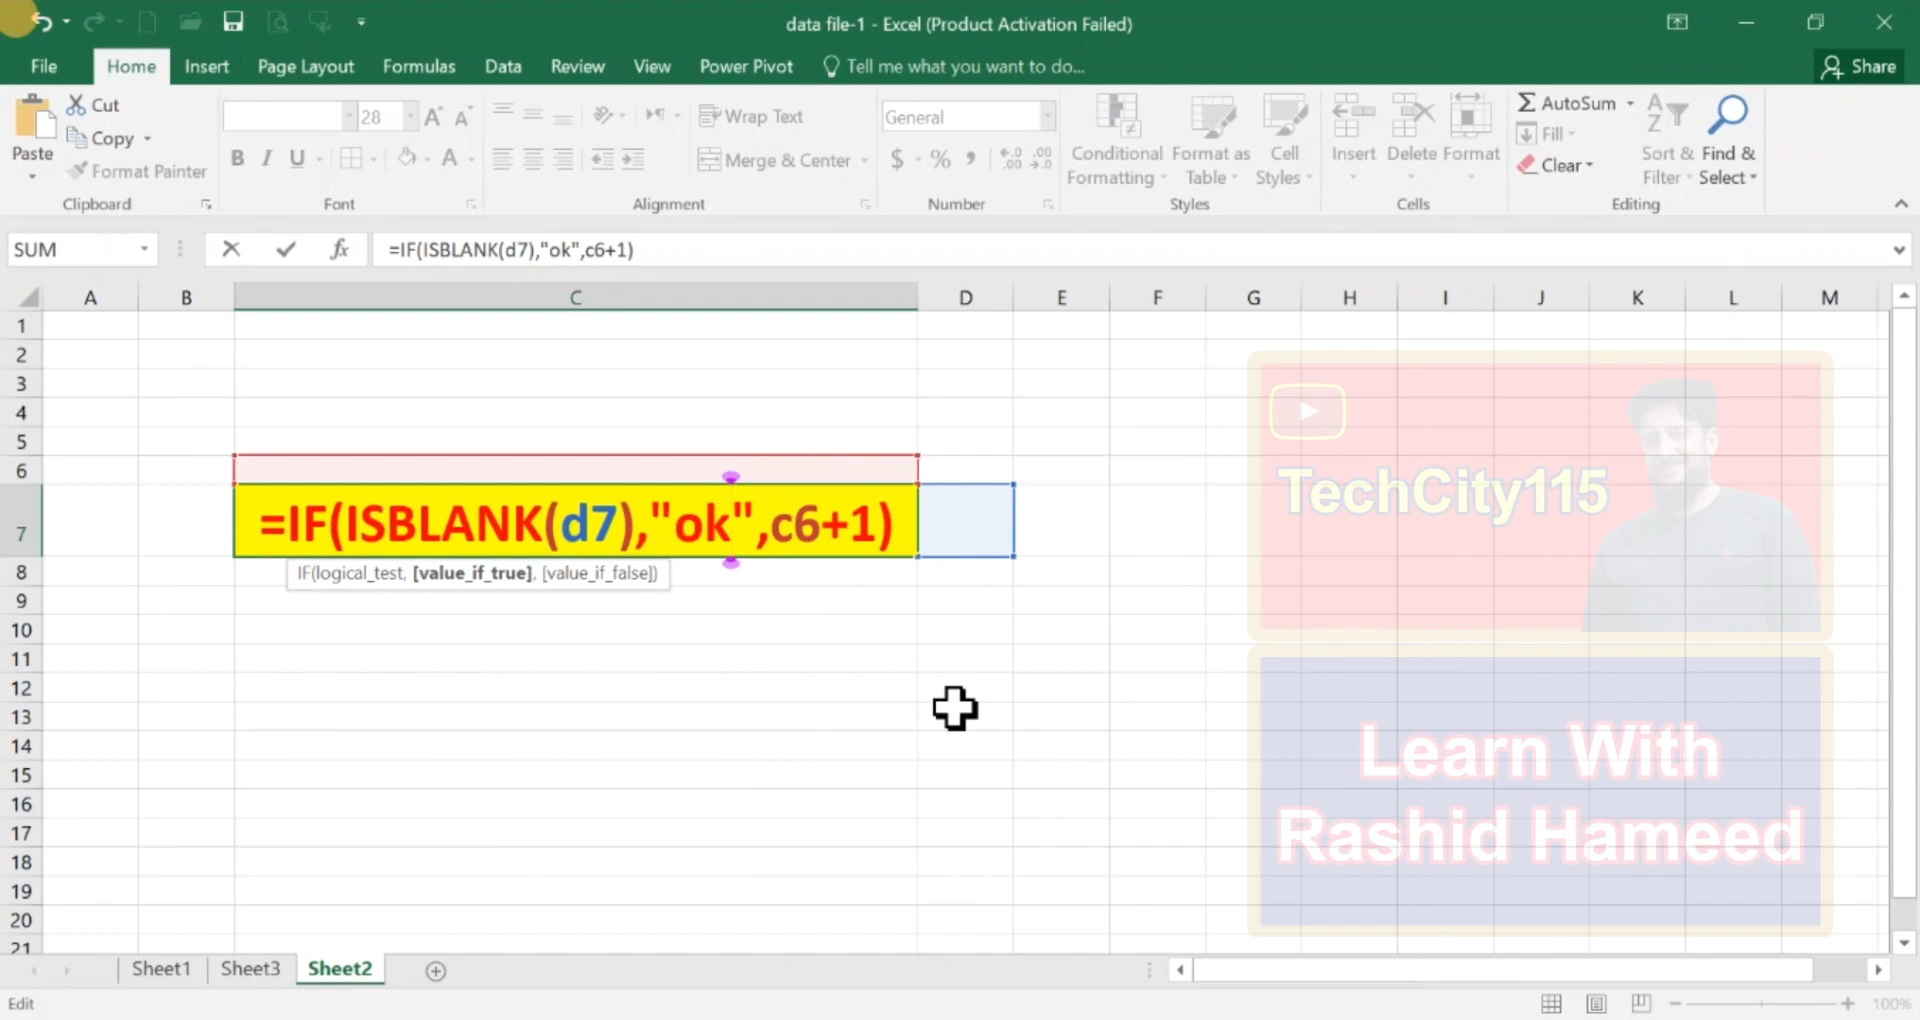 data file-1 - Excel (Product Activation Failed)
File Home Insert Page Layout Formulas Data Review View Power Pivot Tell me what you want to do... Share
Cut
Copy
Format Painter
Paste
Clipboard
28
B I U A
Font
Wrap Text
Merge & Center
Alignment
General
$ % ,
Number
Conditional
Formatting
Format as
Table
Cell
Styles
Styles
Insert Delete Format
Cells
AutoSum
Fill
Clear
Sort &
Filter
Find &
Select
Editing
SUM fx =IF(ISBLANK(d7),"ok",c6+1)
A B C D E F G H I J K L M
1
2
3
4
5
6
7 =IF(ISBLANK(d7),"ok",c6+1)
IF(logical_test, [value_if_true], [value_if_false])
8
9
10
11
12
13
14
15
16
17
18
19
20
21
TechCity115
Learn With
Rashid Hameed
Sheet1 Sheet3 Sheet2
Edit 100%